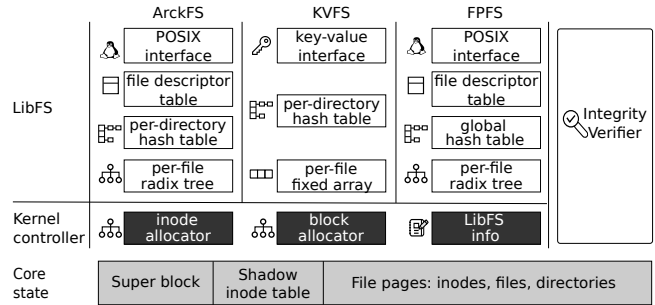 ArckFS
KVFS
FPFS
LibFS
POSIX
interface
key-value
interface
POSIX
interface
file descriptor
table
file descriptor
table
per-directory
hash table
per-directory
hash table
global
hash table
per-file
radix tree
per-file
fixed array
per-file
radix tree
Integrity
Verifier
Kernel
controller
inode
allocator
block
allocator
LibFS
info
Core
state
Super block
Shadow
inode table
File pages: inodes, files, directories